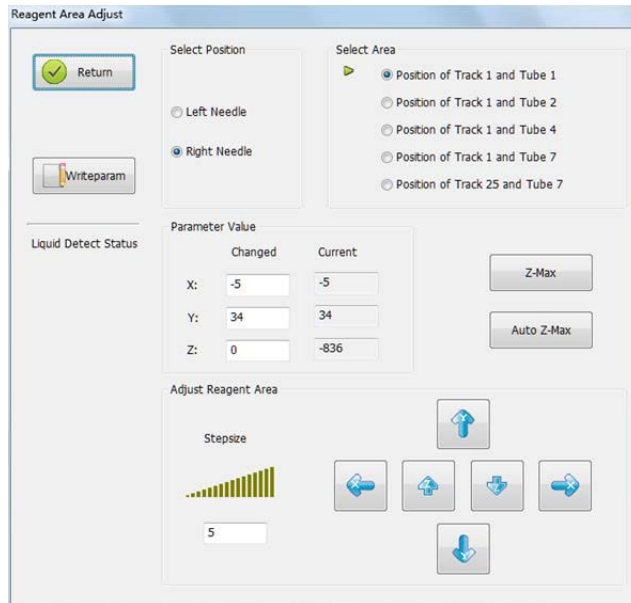 Reagent Area Adjust
Return
Writeparam
Liquid Detect Status
Select Position
Left Needle
Right Needle
Select Area
Position of Track 1 and Tube 1
Position of Track 1 and Tube 2
Position of Track 1 and Tube 4
Position of Track 1 and Tube 7
Position of Track 25 and Tube 7
Parameter Value
Changed Current
X: -5 -5
Y: 34 34
Z: 0 -836
Z-Max
Auto Z-Max
Adjust Reagent Area
Stepsize
5
Y
X Z Z X
Y